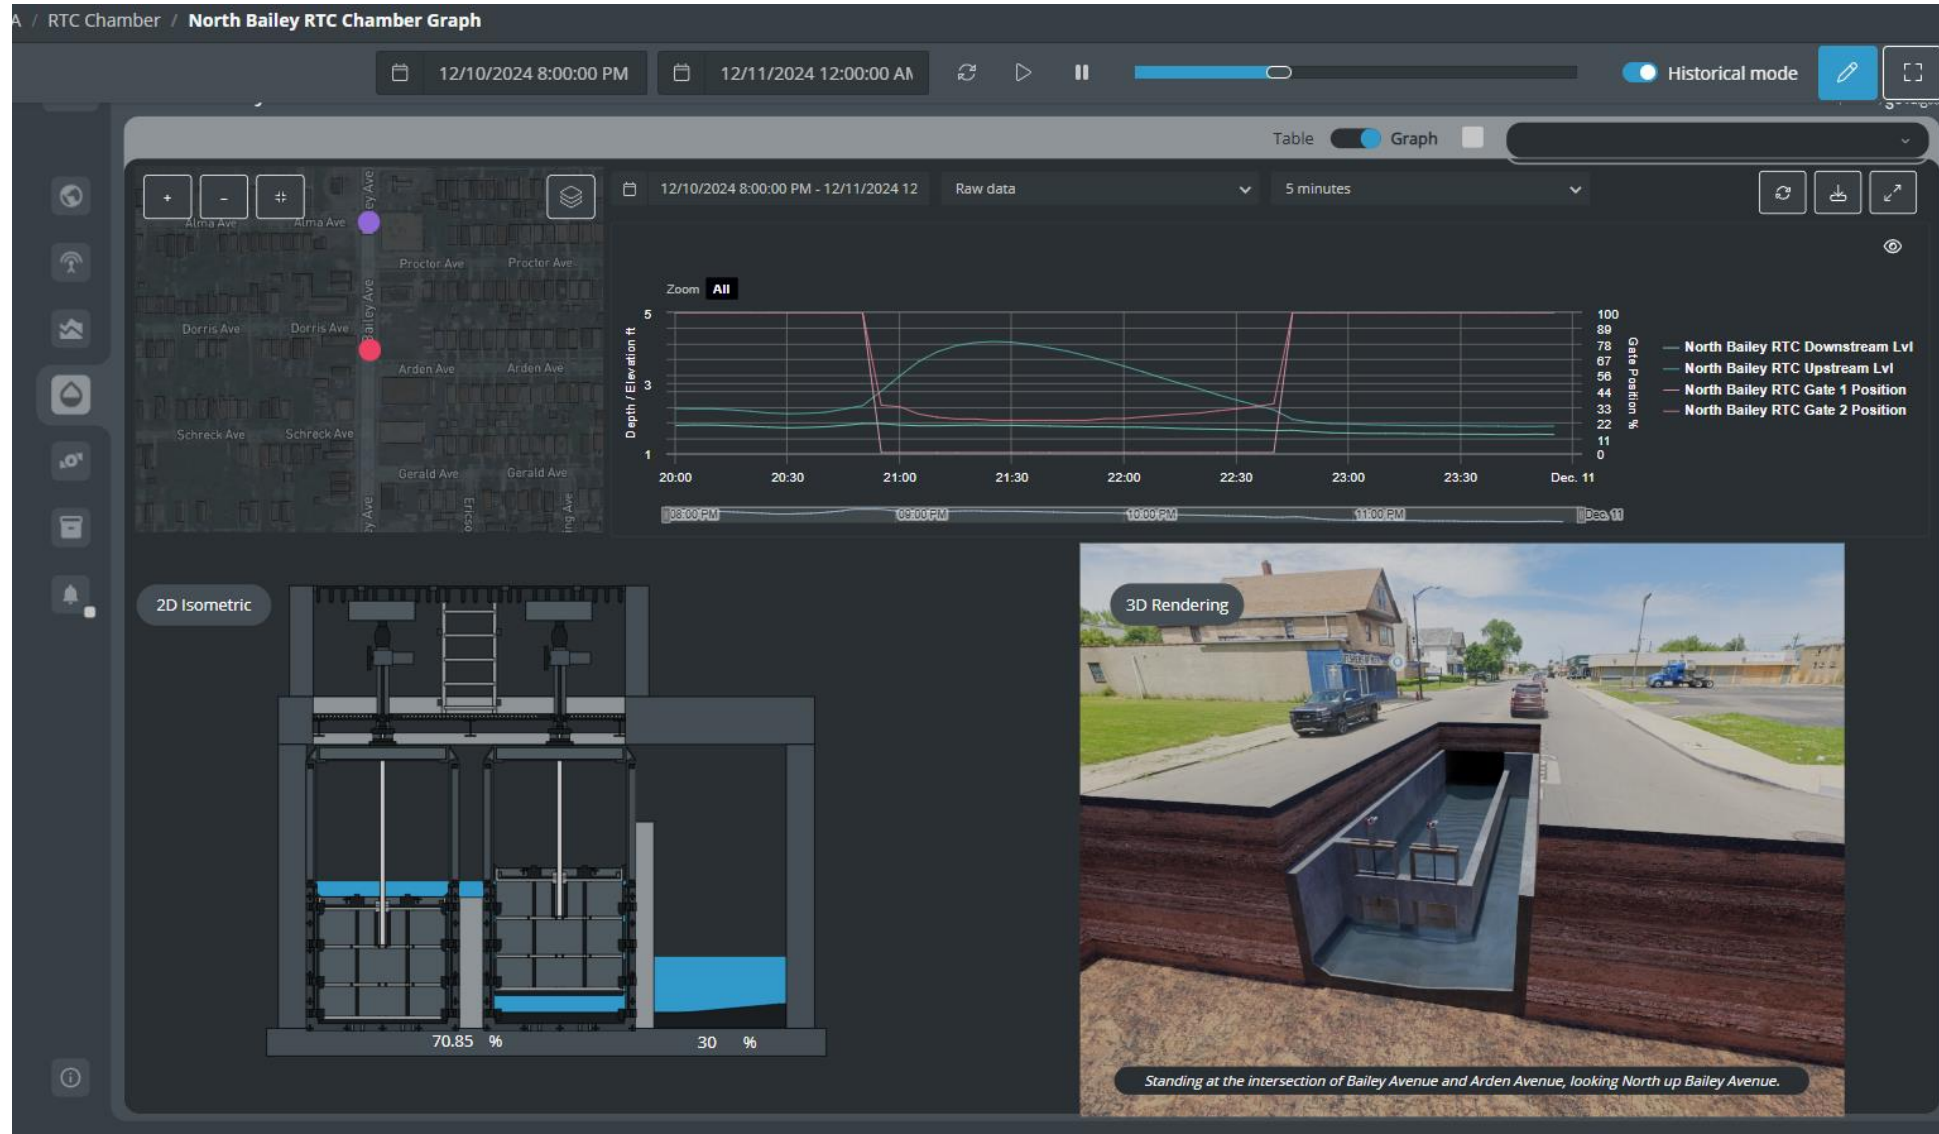 A / RTC Chamber / North Bailey RTC Chamber Graph
12/10/2024 8:00:00 PM 12/11/2024 12:00:00 AM Historical mode
Table Graph
12/10/2024 8:00:00 PM - 12/11/2024 12 Raw data 5 minutes
+ -
Alma Ave Alma Ave ey Ave
Proctor Ave Proctor Ave
Bailey Ave
Dorris Ave Dorris Ave
Arden Ave Arden Ave
Schreck Ave Schreck Ave
Gerald Ave Gerald Ave
ey Ave Ericso ing Ave
Zoom All
Depth / Elevation ft
5
3
1
100
89
78
67
56
44
33
22
11
0
Gate Position %
20:00 20:30 21:00 21:30 22:00 22:30 23:00 23:30 Dec. 11
08:00 PM 09:00 PM 10:00 PM 11:00 PM Dec. 11
North Bailey RTC Downstream Lvl
North Bailey RTC Upstream Lvl
North Bailey RTC Gate 1 Position
North Bailey RTC Gate 2 Position
2D Isometric
70.85 % 30 %
3D Rendering
Standing at the intersection of Bailey Avenue and Arden Avenue, looking North up Bailey Avenue.